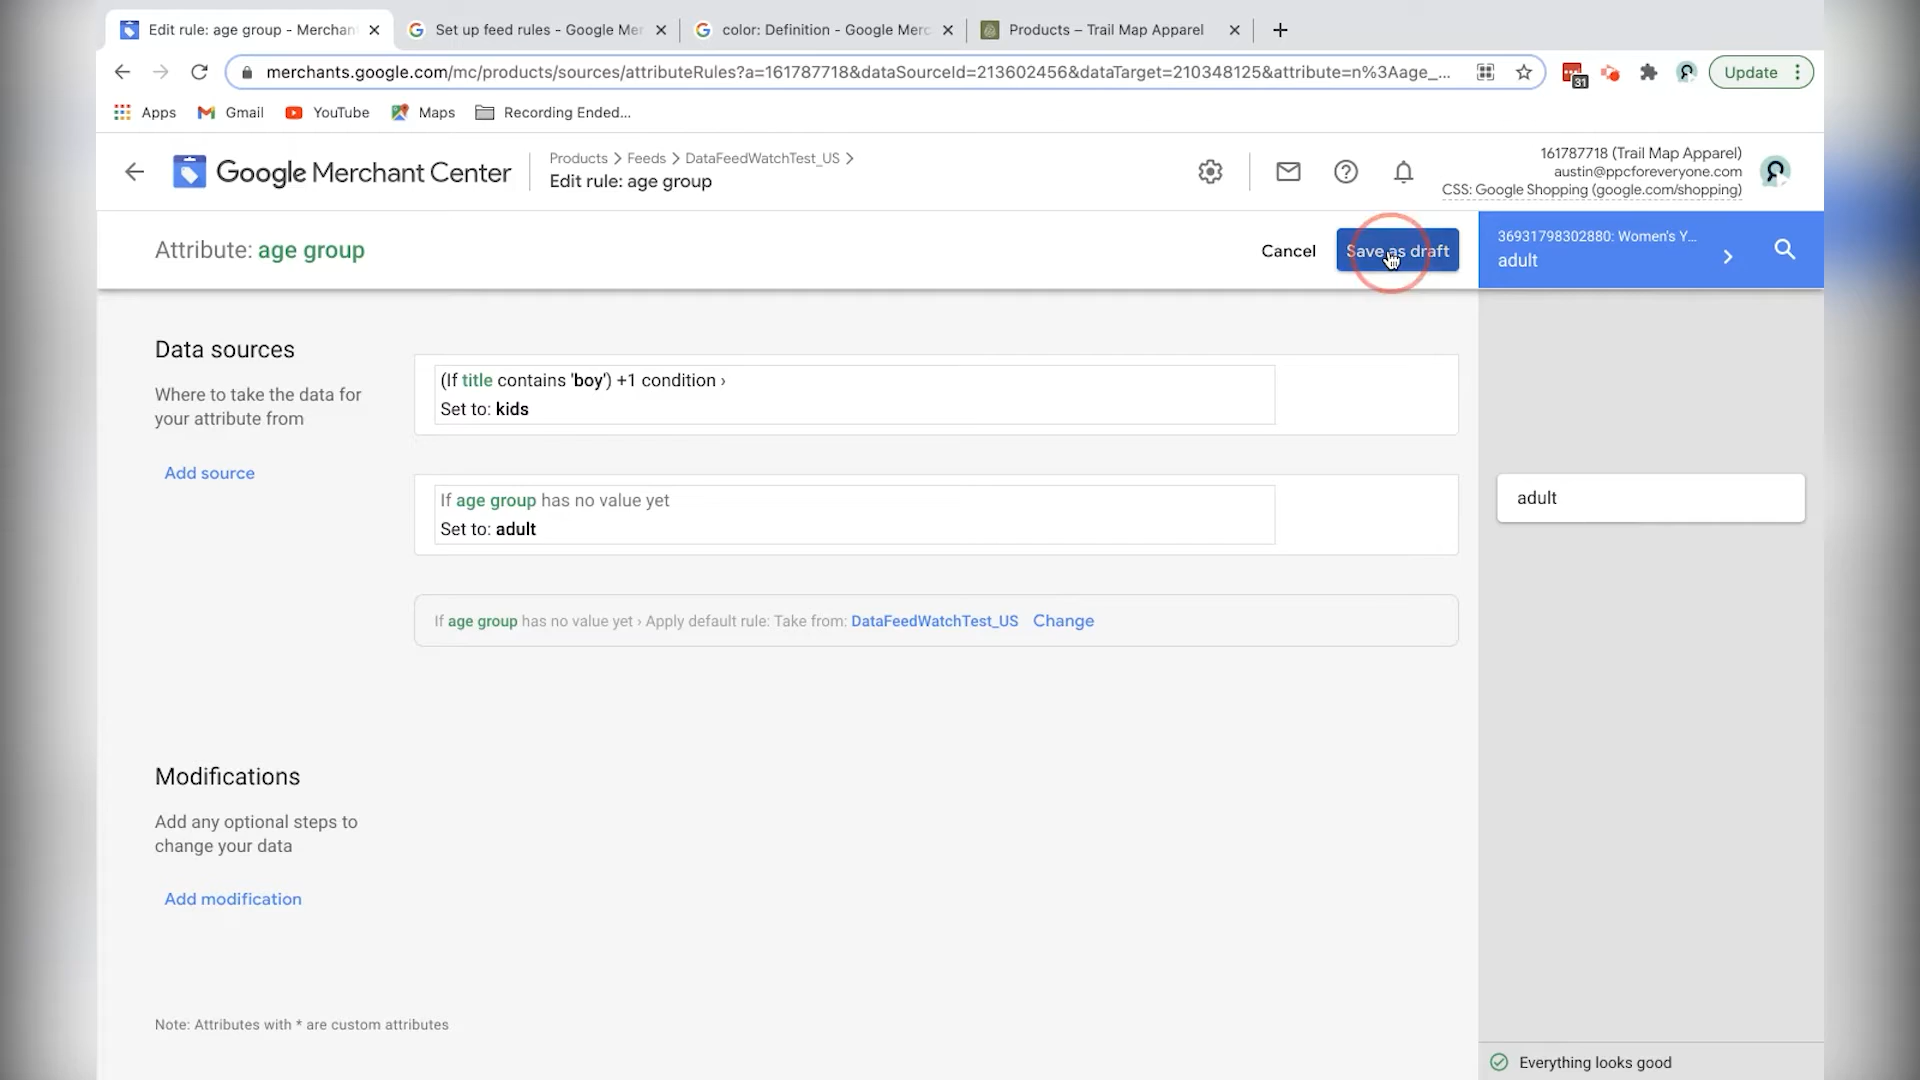 Edit rule: age group - Merchan
Set up feed rules - Google Mer
color: Definition - Google Merc
Products – Trail Map Apparel
merchants.google.com/mc/products/sources/attributeRules?a=161787718&dataSourceId=213602456&dataTarget=210348125&attribute=n%3Aage_...
31
Update
Apps
Gmail
YouTube
Maps
Recording Ended...
Google Merchant Center
Products > Feeds > DataFeedWatchTest_US >
Edit rule: age group
161787718 (Trail Map Apparel)
austin@ppcforeveryone.com
CSS: Google Shopping (google.com/shopping)
Attribute: age group
Cancel
Save as draft
36931798302880: Women's Y...
adult
Data sources
Where to take the data for
your attribute from
Add source
(If title contains 'boy') +1 condition ›
Set to: kids
If age group has no value yet
Set to: adult
adult
If age group has no value yet › Apply default rule: Take from: DataFeedWatchTest_US Change
Modifications
Add any optional steps to
change your data
Add modification
Note: Attributes with * are custom attributes
Everything looks good